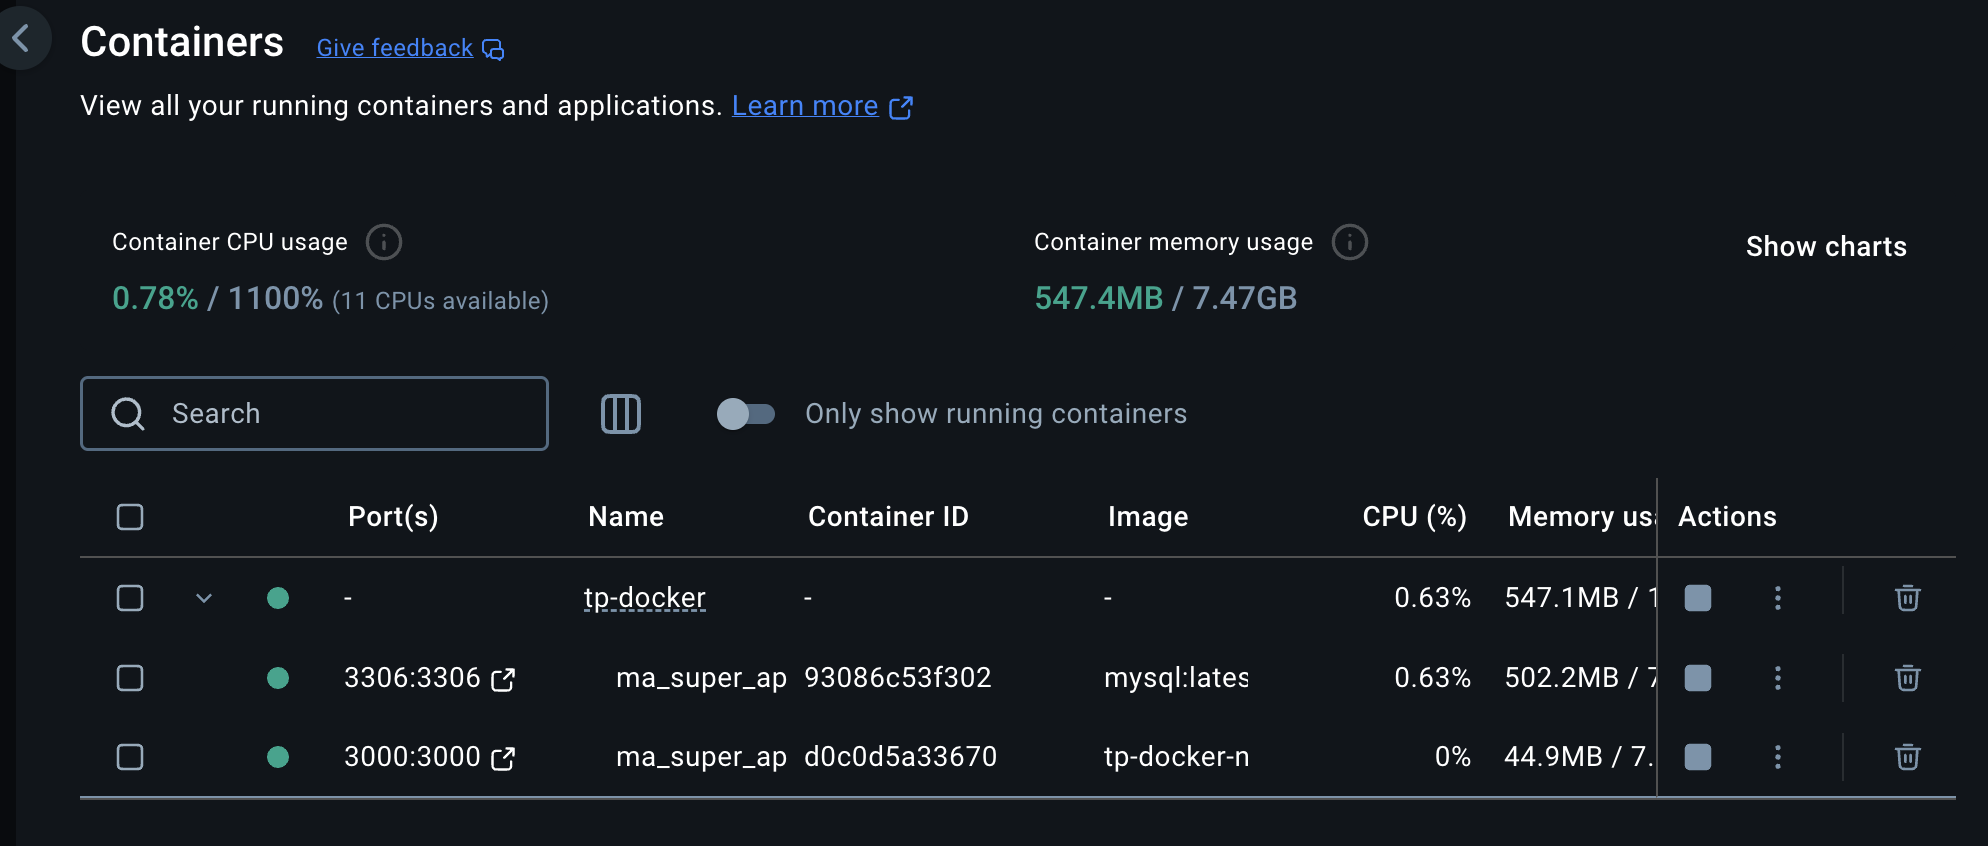 Containers Give feedback
View all your running containers and applications. Learn more
Container CPU usage
0.78% / 1100% (11 CPUs available)
Container memory usage
547.4MB / 7.47GB
Show charts
Search
Only show running containers
Port(s) Name Container ID Image CPU (%) Memory us Actions
- tp-docker - - 0.63% 547.1MB / 1
3306:3306 ma_super_ap 93086c53f302 mysql:lates 0.63% 502.2MB / 7
3000:3000 ma_super_ap d0c0d5a33670 tp-docker-n 0% 44.9MB / 7.